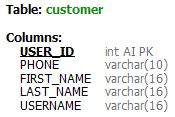 Table: customer
Columns:
USER_ID int AI PK
PHONE varchar(10)
FIRST_NAME varchar(16)
LAST_NAME varchar(16)
USERNAME varchar(16)